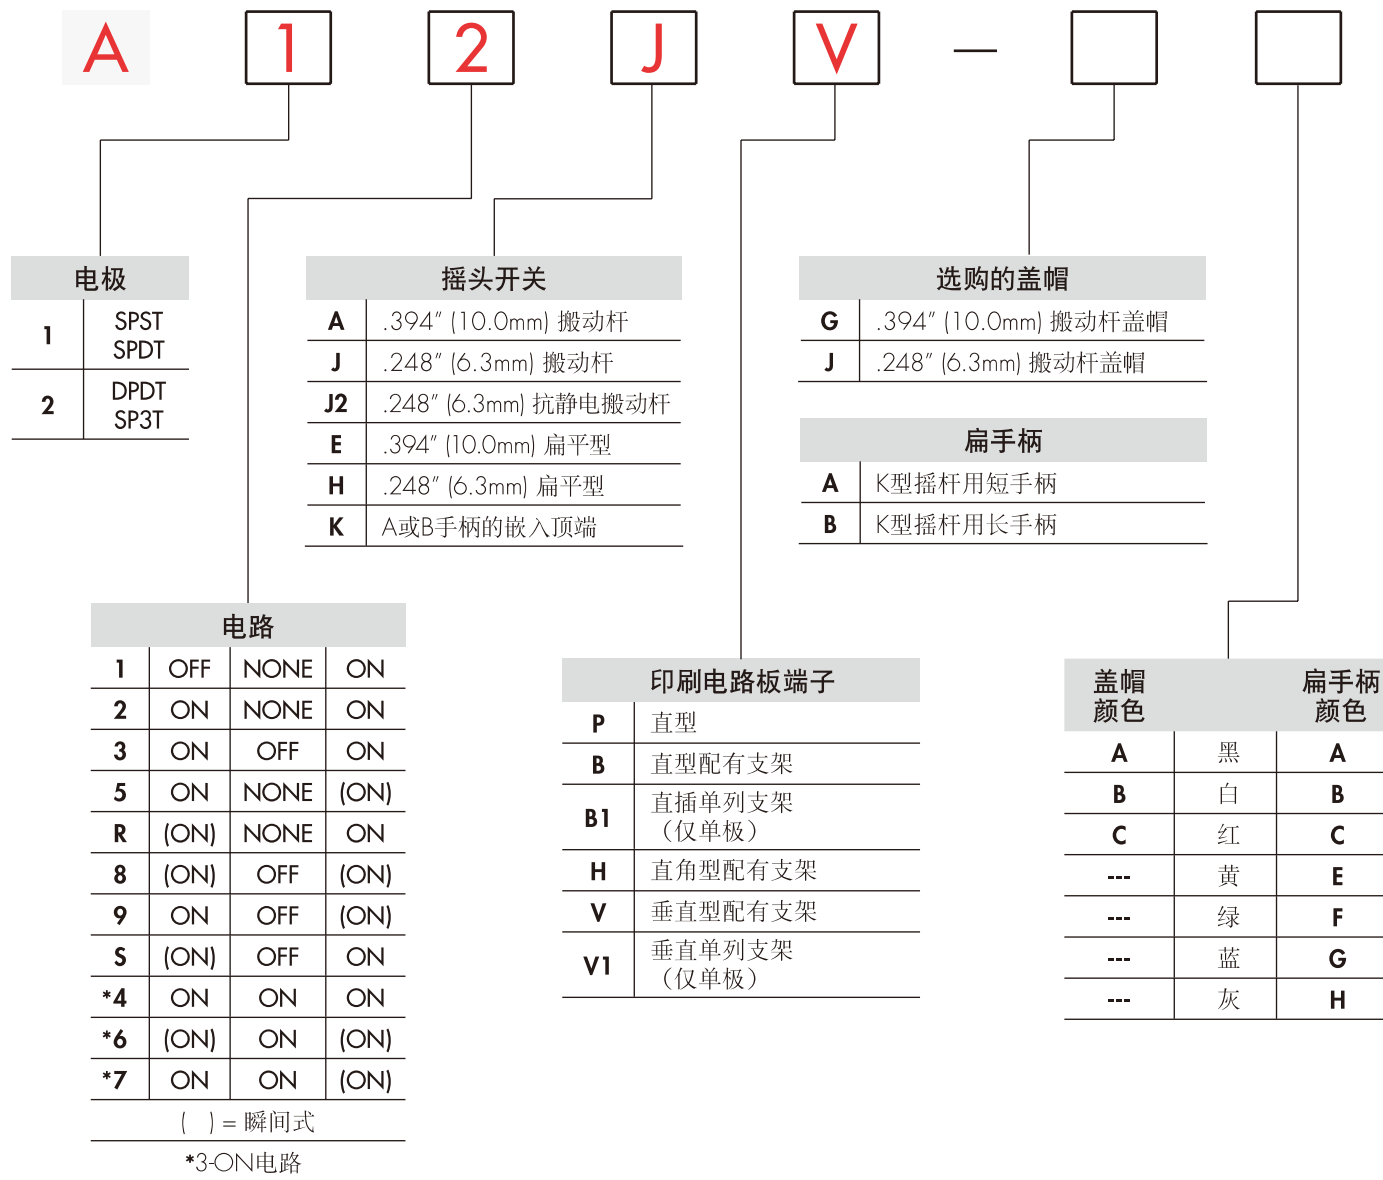 A 1 2 J V —
电极
1 SPST
SPDT
2 DPDT
SP3T
摇头开关
A .394″ (10.0mm) 搬动杆
J .248″ (6.3mm) 搬动杆
J2 .248″ (6.3mm) 抗静电搬动杆
E .394″ (10.0mm) 扁平型
H .248″ (6.3mm) 扁平型
K A或B手柄的嵌入顶端
选购的盖帽
G .394″ (10.0mm) 搬动杆盖帽
J .248″ (6.3mm) 搬动杆盖帽
扁手柄
A K型摇杆用短手柄
B K型摇杆用长手柄
电路
1 OFF NONE ON
2 ON NONE ON
3 ON OFF ON
5 ON NONE (ON)
R (ON) NONE ON
8 (ON) OFF (ON)
9 ON OFF (ON)
S (ON) OFF ON
*4 ON ON ON
*6 (ON) ON (ON)
*7 ON ON (ON)
( ) = 瞬间式
*3-ON电路
印刷电路板端子
P 直型
B 直型配有支架
B1 直插单列支架
（仅单极）
H 直角型配有支架
V 垂直型配有支架
V1 垂直单列支架
（仅单极）
盖帽 扁手柄
颜色 颜色
A 黑 A
B 白 B
C 红 C
--- 黄 E
--- 绿 F
--- 蓝 G
--- 灰 H